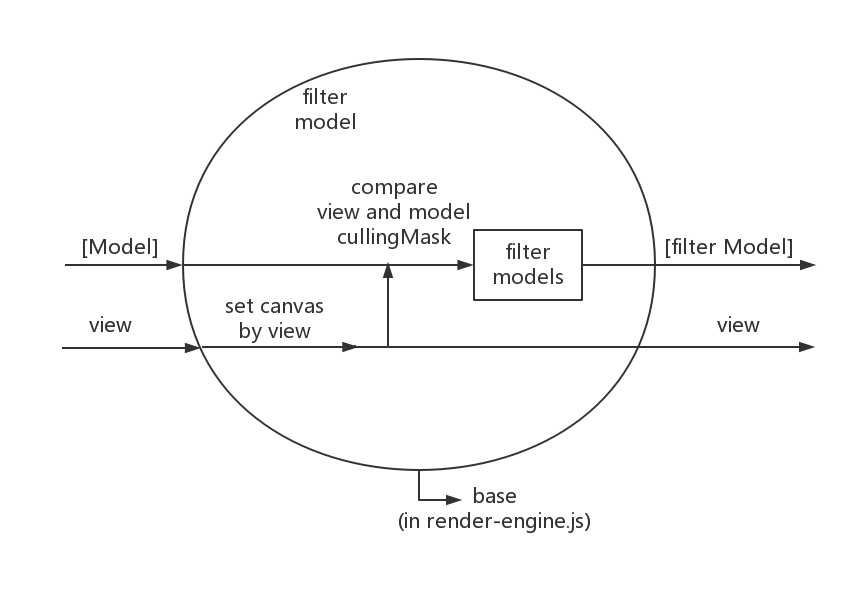 filter
model
compare
view and model
cullingMask
[Model]
filter
models
[filter Model]
set canvas
by view
view
view
base
(in render-engine.js)